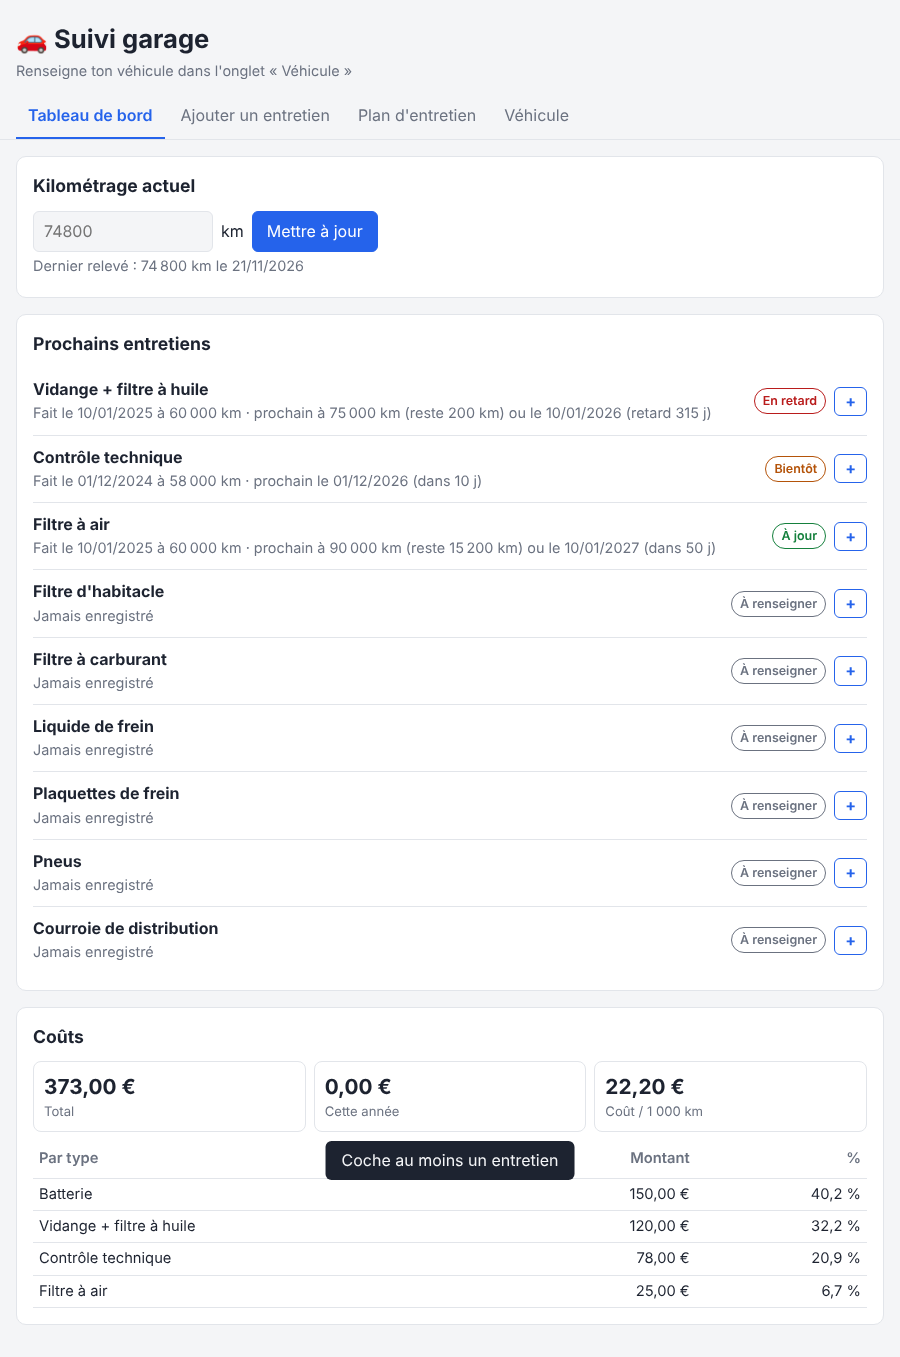 🚗 Suivi garage
Renseigne ton véhicule dans l'onglet « Véhicule »
Tableau de bord Ajouter un entretien Plan d'entretien Véhicule
Kilométrage actuel
74800 km Mettre à jour
Dernier relevé : 74 800 km le 21/11/2026
Prochains entretiens
Vidange + filtre à huile
Fait le 10/01/2025 à 60 000 km · prochain à 75 000 km (reste 200 km) ou le 10/01/2026 (retard 315 j)
En retard +
Contrôle technique
Fait le 01/12/2024 à 58 000 km · prochain le 01/12/2026 (dans 10 j)
Bientôt +
Filtre à air
Fait le 10/01/2025 à 60 000 km · prochain à 90 000 km (reste 15 200 km) ou le 10/01/2027 (dans 50 j)
À jour +
Filtre d'habitacle
Jamais enregistré
À renseigner +
Filtre à carburant
Jamais enregistré
À renseigner +
Liquide de frein
Jamais enregistré
À renseigner +
Plaquettes de frein
Jamais enregistré
À renseigner +
Pneus
Jamais enregistré
À renseigner +
Courroie de distribution
Jamais enregistré
À renseigner +
Coûts
373,00 € 0,00 € 22,20 €
Total Cette année Coût / 1 000 km
Par type Montant %
Coche au moins un entretien
Batterie 150,00 € 40,2 %
Vidange + filtre à huile 120,00 € 32,2 %
Contrôle technique 78,00 € 20,9 %
Filtre à air 25,00 € 6,7 %